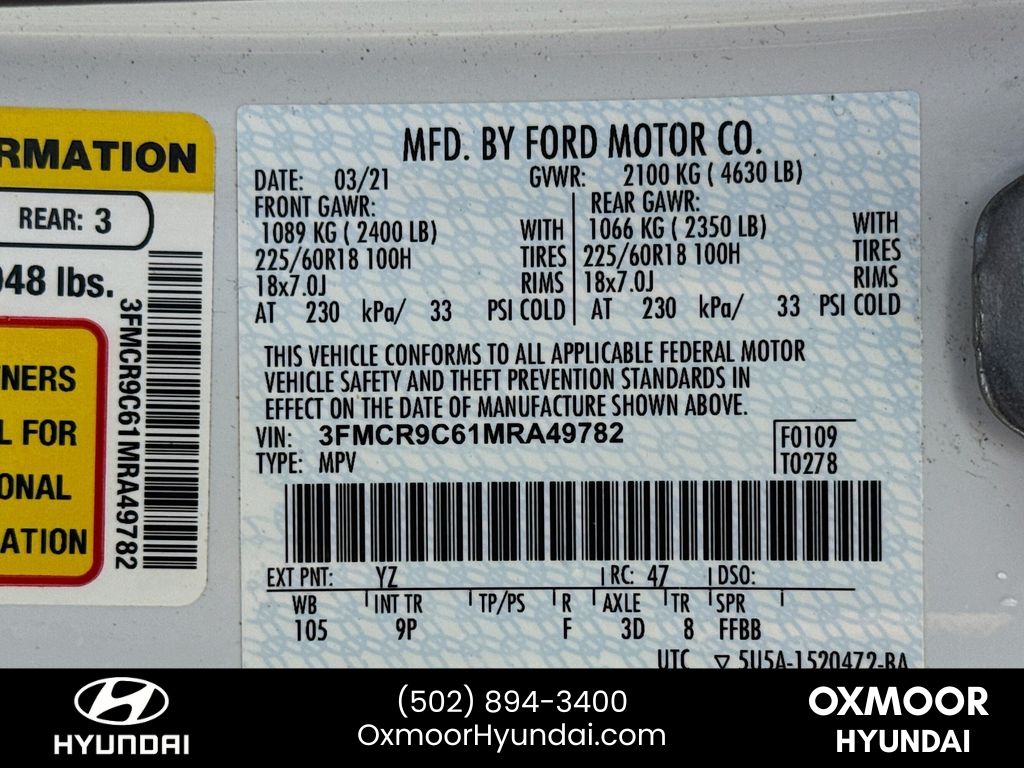 RMATION
REAR: 3
048 lbs.
3FMCR9C61MRA49782
NERS
L FOR
ONAL
ATION
MFD. BY FORD MOTOR CO.
DATE: 03/21 GVWR: 2100 KG ( 4630 LB)
FRONT GAWR:
1089 KG ( 2400 LB) WITH
225/60R18 100H TIRES
18x7.0J RIMS
AT 230 kPa/ 33 PSI COLD
REAR GAWR:
1066 KG ( 2350 LB) WITH
225/60R18 100H TIRES
18x7.0J RIMS
AT 230 kPa/ 33 PSI COLD
THIS VEHICLE CONFORMS TO ALL APPLICABLE FEDERAL MOTOR
VEHICLE SAFETY AND THEFT PREVENTION STANDARDS IN
EFFECT ON THE DATE OF MANUFACTURE SHOWN ABOVE.
VIN: 3FMCR9C61MRA49782
TYPE: MPV
F0109
T0278
EXT PNT: YZ RC: 47 DSO:
WB INT TR TP/PS R AXLE TR SPR
105 9P F 3D 8 FFBB
UTC ▽ 5U5A-1520472-BA
HYUNDAI
(502) 894-3400
OxmoorHyundai.com
OXMOOR
HYUNDAI